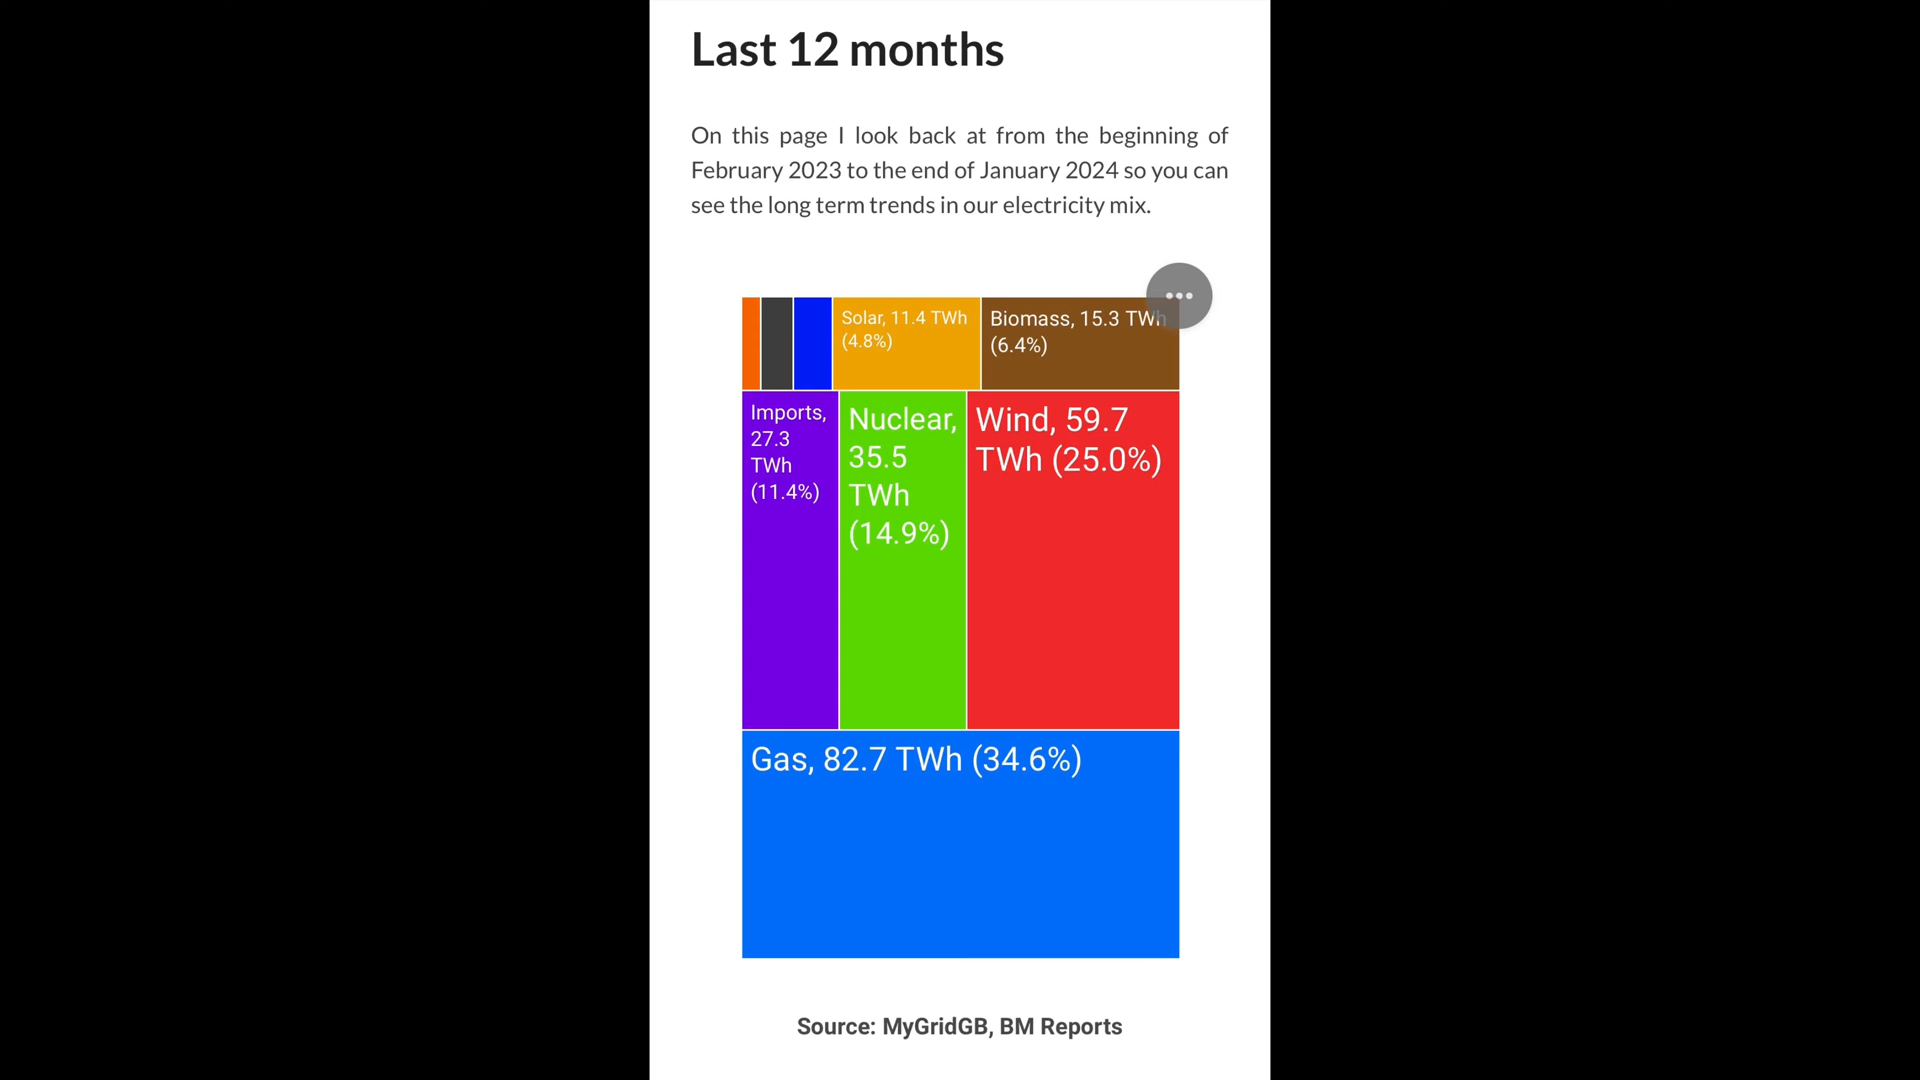 Last 12 months
On this page I look back at from the beginning of
February 2023 to the end of January 2024 so you can
see the long term trends in our electricity mix.
Solar, 11.4 TWh
(4.8%)
Biomass, 15.3 TWh
(6.4%)
Imports,
27.3
TWh
(11.4%)
Nuclear,
35.5
TWh
(14.9%)
Wind, 59.7
TWh (25.0%)
Gas, 82.7 TWh (34.6%)
Source: MyGridGB, BM Reports